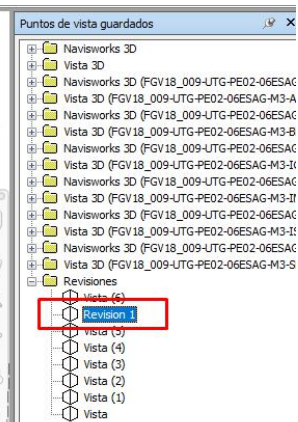 Puntos de vista guardados
Navisworks 3D
Vista 3D
Navisworks 3D (FGV18_009-UTG-PE02-06ESAG
Vista 3D (FGV18_009-UTG-PE02-06ESAG-M3-A
Navisworks 3D (FGV18_009-UTG-PE02-06ESAG
Vista 3D (FGV18_009-UTG-PE02-06ESAG-M3-B
Navisworks 3D (FGV18_009-UTG-PE02-06ESAG
Vista 3D (FGV18_009-UTG-PE02-06ESAG-M3-IC
Navisworks 3D (FGV18_009-UTG-PE02-06ESAG
Vista 3D (FGV18_009-UTG-PE02-06ESAG-M3-IN
Navisworks 3D (FGV18_009-UTG-PE02-06ESAG
Vista 3D (FGV18_009-UTG-PE02-06ESAG-M3-IS
Navisworks 3D (FGV18_009-UTG-PE02-06ESAG
Vista 3D (FGV18_009-UTG-PE02-06ESAG-M3-S
Revisiones
Vista (6)
Revision 1
Vista (5)
Vista (4)
Vista (3)
Vista (2)
Vista (1)
Vista